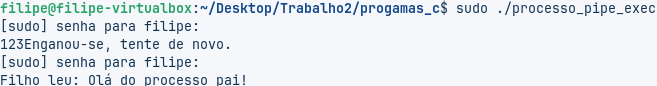 filipe@filipe-virtualbox:~/Desktop/Trabalho2/progamas_c$ sudo ./processo_pipe_exec
[sudo] senha para filipe:
123Enganou-se, tente de novo.
[sudo] senha para filipe:
Filho leu: Olá do processo pai!